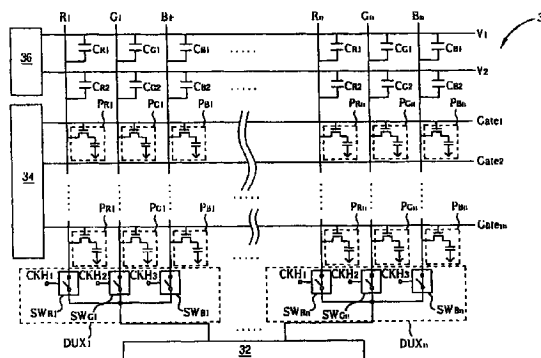 R1 G1 B1 Rn Gn Bn 3
V1
36 CR1 CG1 CB1 CR1 CG1 CB1
V2
CR2 CG2 CB2 CR2 CG2 CB2
PR1 PG1 PB1 PRn PGn PBn
Gate1
Gate2
34
PR1 PG1 PB1 PRn PGn PBn
Gatem
CKH1 CKH2 CKH3 CKH1 CKH2 CKH3
SWR1 SWG1 SWB1 SWRn SWGn SWBn
DUX1 DUXn
32